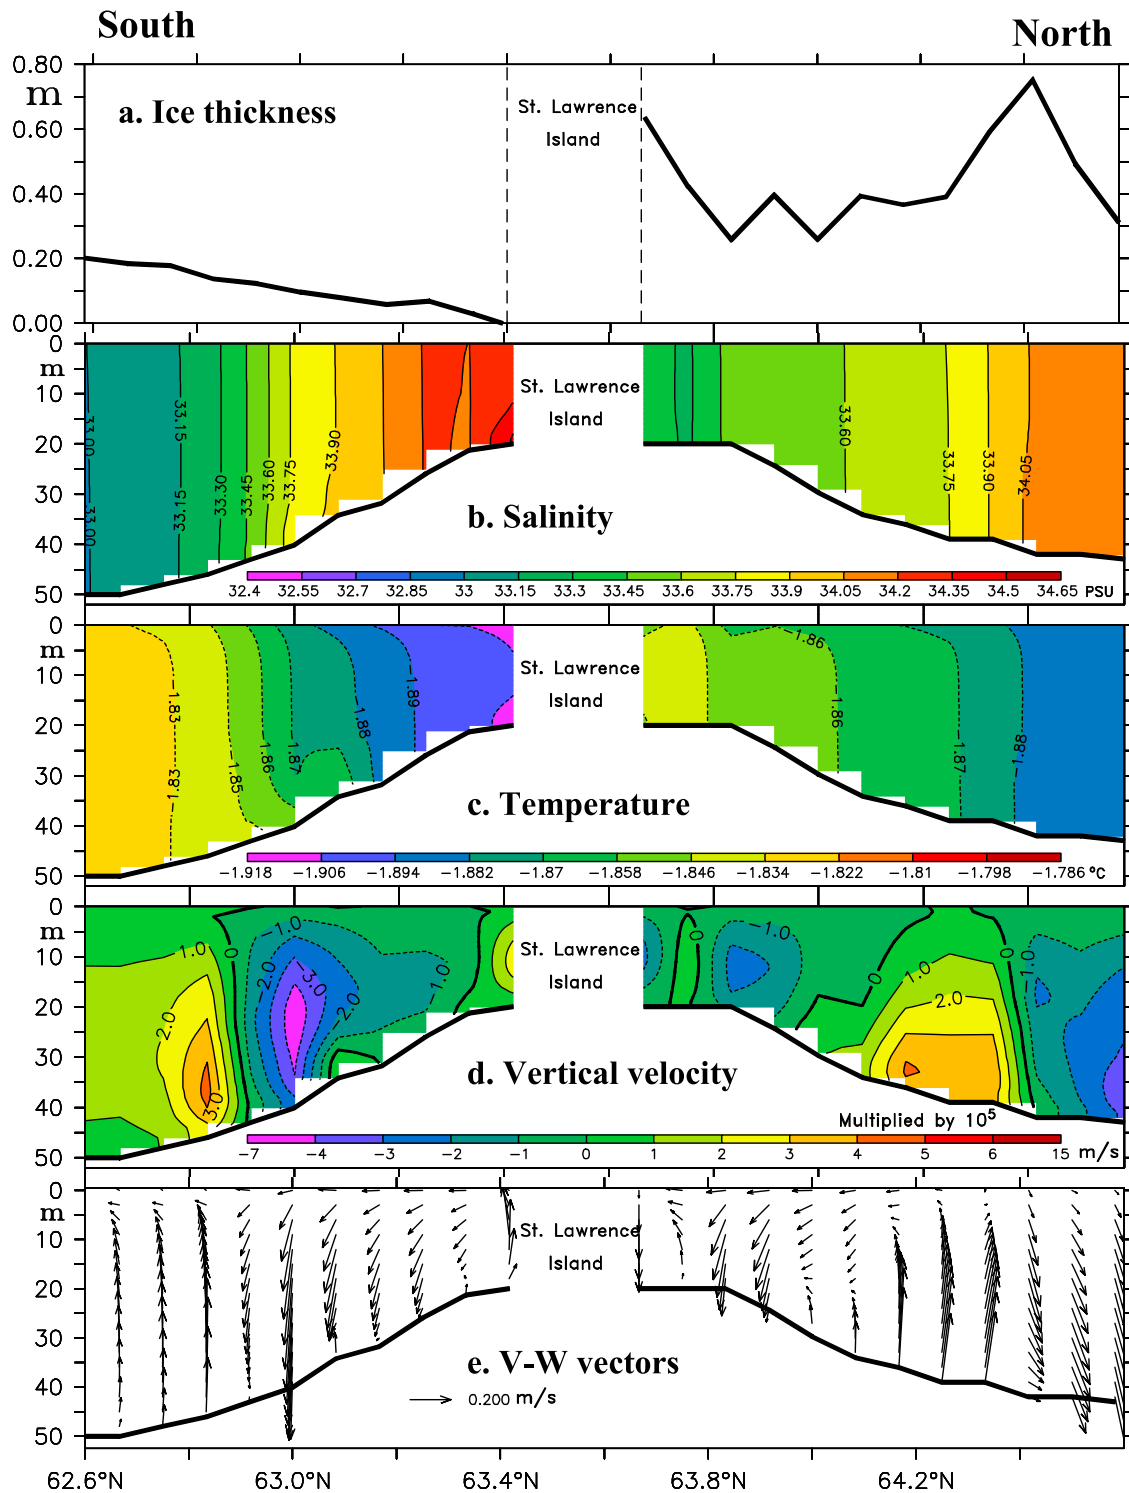 South
North
0.80
m
0.60
0.40
0.20
0.00
a. Ice thickness
St. Lawrence
Island
0
m
10
20
30
40
50
33.00
33.00
33.15
33.15
33.30
33.45
33.60
33.75
33.90
St. Lawrence
Island
33.60
33.75
33.90
34.05
b. Salinity
32.4 32.55 32.7 32.85 33 33.15 33.3 33.45 33.6 33.75 33.9 34.05 34.2 34.35 34.5 34.65 PSU
0
m
10
20
30
40
50
-1.83
-1.83
-1.85
-1.86
-1.87
-1.88
-1.89
St. Lawrence
Island
-1.86
-1.86
-1.87
-1.88
c. Temperature
-1.918 -1.906 -1.894 -1.882 -1.87 -1.858 -1.846 -1.834 -1.822 -1.81 -1.798 -1.786 °C
0
m
10
20
30
40
50
1.0
2.0
3.0
0
-1.0
-2.0
-3.0
-2.0
-1.0
St. Lawrence
Island
0
-1.0
0
1.0
2.0
-1.0
d. Vertical velocity
Multiplied by 10⁵
-7 -4 -3 -2 -1 0 1 2 3 4 5 6 15 m/s
0
m
10
20
30
40
50
St. Lawrence
Island
e. V-W vectors
0.200 m/s
62.6°N 63.0°N 63.4°N 63.8°N 64.2°N